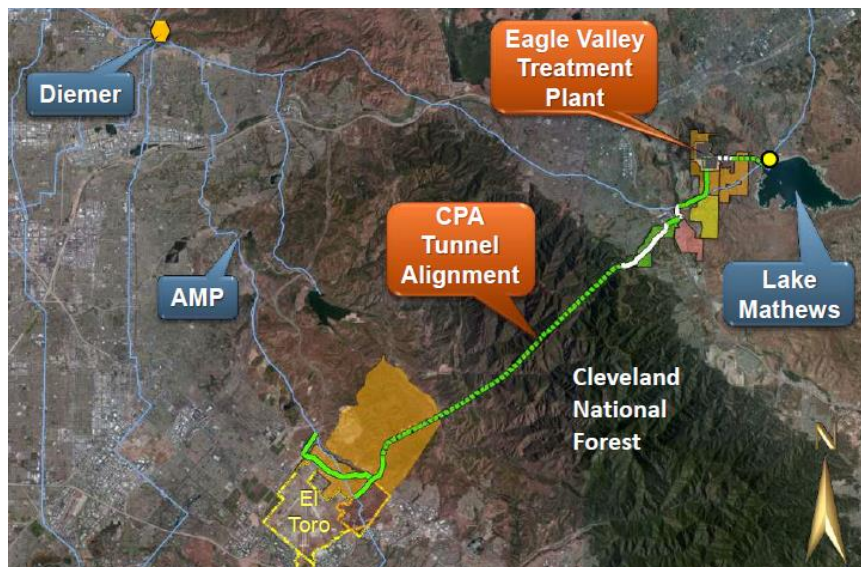 Eagle Valley
Treatment
Plant
Diemer
CPA
Tunnel
Alignment
AMP
Lake
Mathews
Cleveland
National
Forest
El
Toro
N